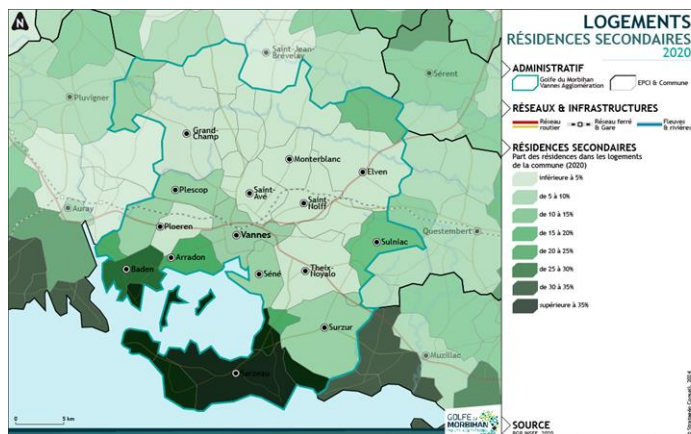 N
LOGEMENTS
RÉSIDENCES SECONDAIRES
2020
ADMINISTRATIF
Golfe du Morbihan
Vannes Agglomération
EPCI & Commune
RÉSEAUX & INFRASTRUCTURES
Réseau
routier
Réseau ferré
& Gare
Fleuves
& rivières
RÉSIDENCES SECONDAIRES
Part des résidences dans les logements
de la commune (2020)
inférieure à 5%
de 5 à 10%
de 10 à 15%
de 15 à 20%
de 20 à 25%
de 25 à 30%
de 30 à 35%
supérieure à 35%
Saint-Jean-
Brévelay
Sérent
Pluvigner
Grand-
Champ
Monterblanc
Elven
Plescop
Saint-
Avé
Saint-
Nolff
Auray
Ploeren
Vannes
Sulniac
Questembert
Arradon
Baden
Séné
Theix-
Noyalo
Surzur
Muzillac
Sarzeau
0
5 km
GOLFE DU
MORBIHAN
SOURCE